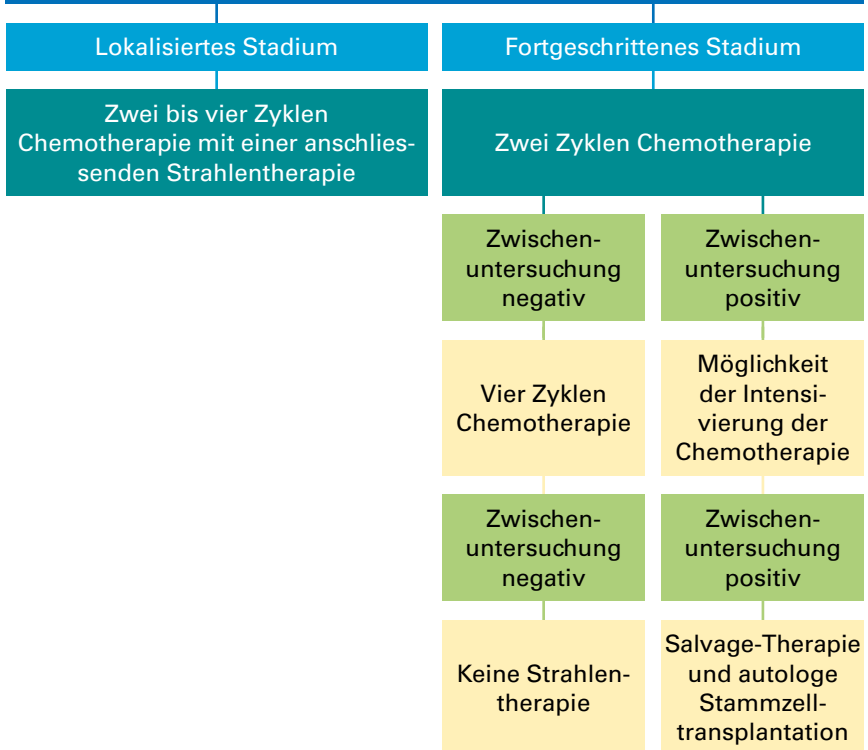 Lokalisiertes Stadium
Fortgeschrittenes Stadium
Zwei bis vier Zyklen
Chemotherapie mit einer anschlies-
senden Strahlentherapie
Zwei Zyklen Chemotherapie
Zwischen-
untersuchung
negativ
Zwischen-
untersuchung
positiv
Vier Zyklen
Chemotherapie
Möglichkeit
der Intensi-
vierung der
Chemotherapie
Zwischen-
untersuchung
negativ
Zwischen-
untersuchung
positiv
Keine Strahlen-
therapie
Salvage-Therapie
und autologe
Stammzell-
transplantation